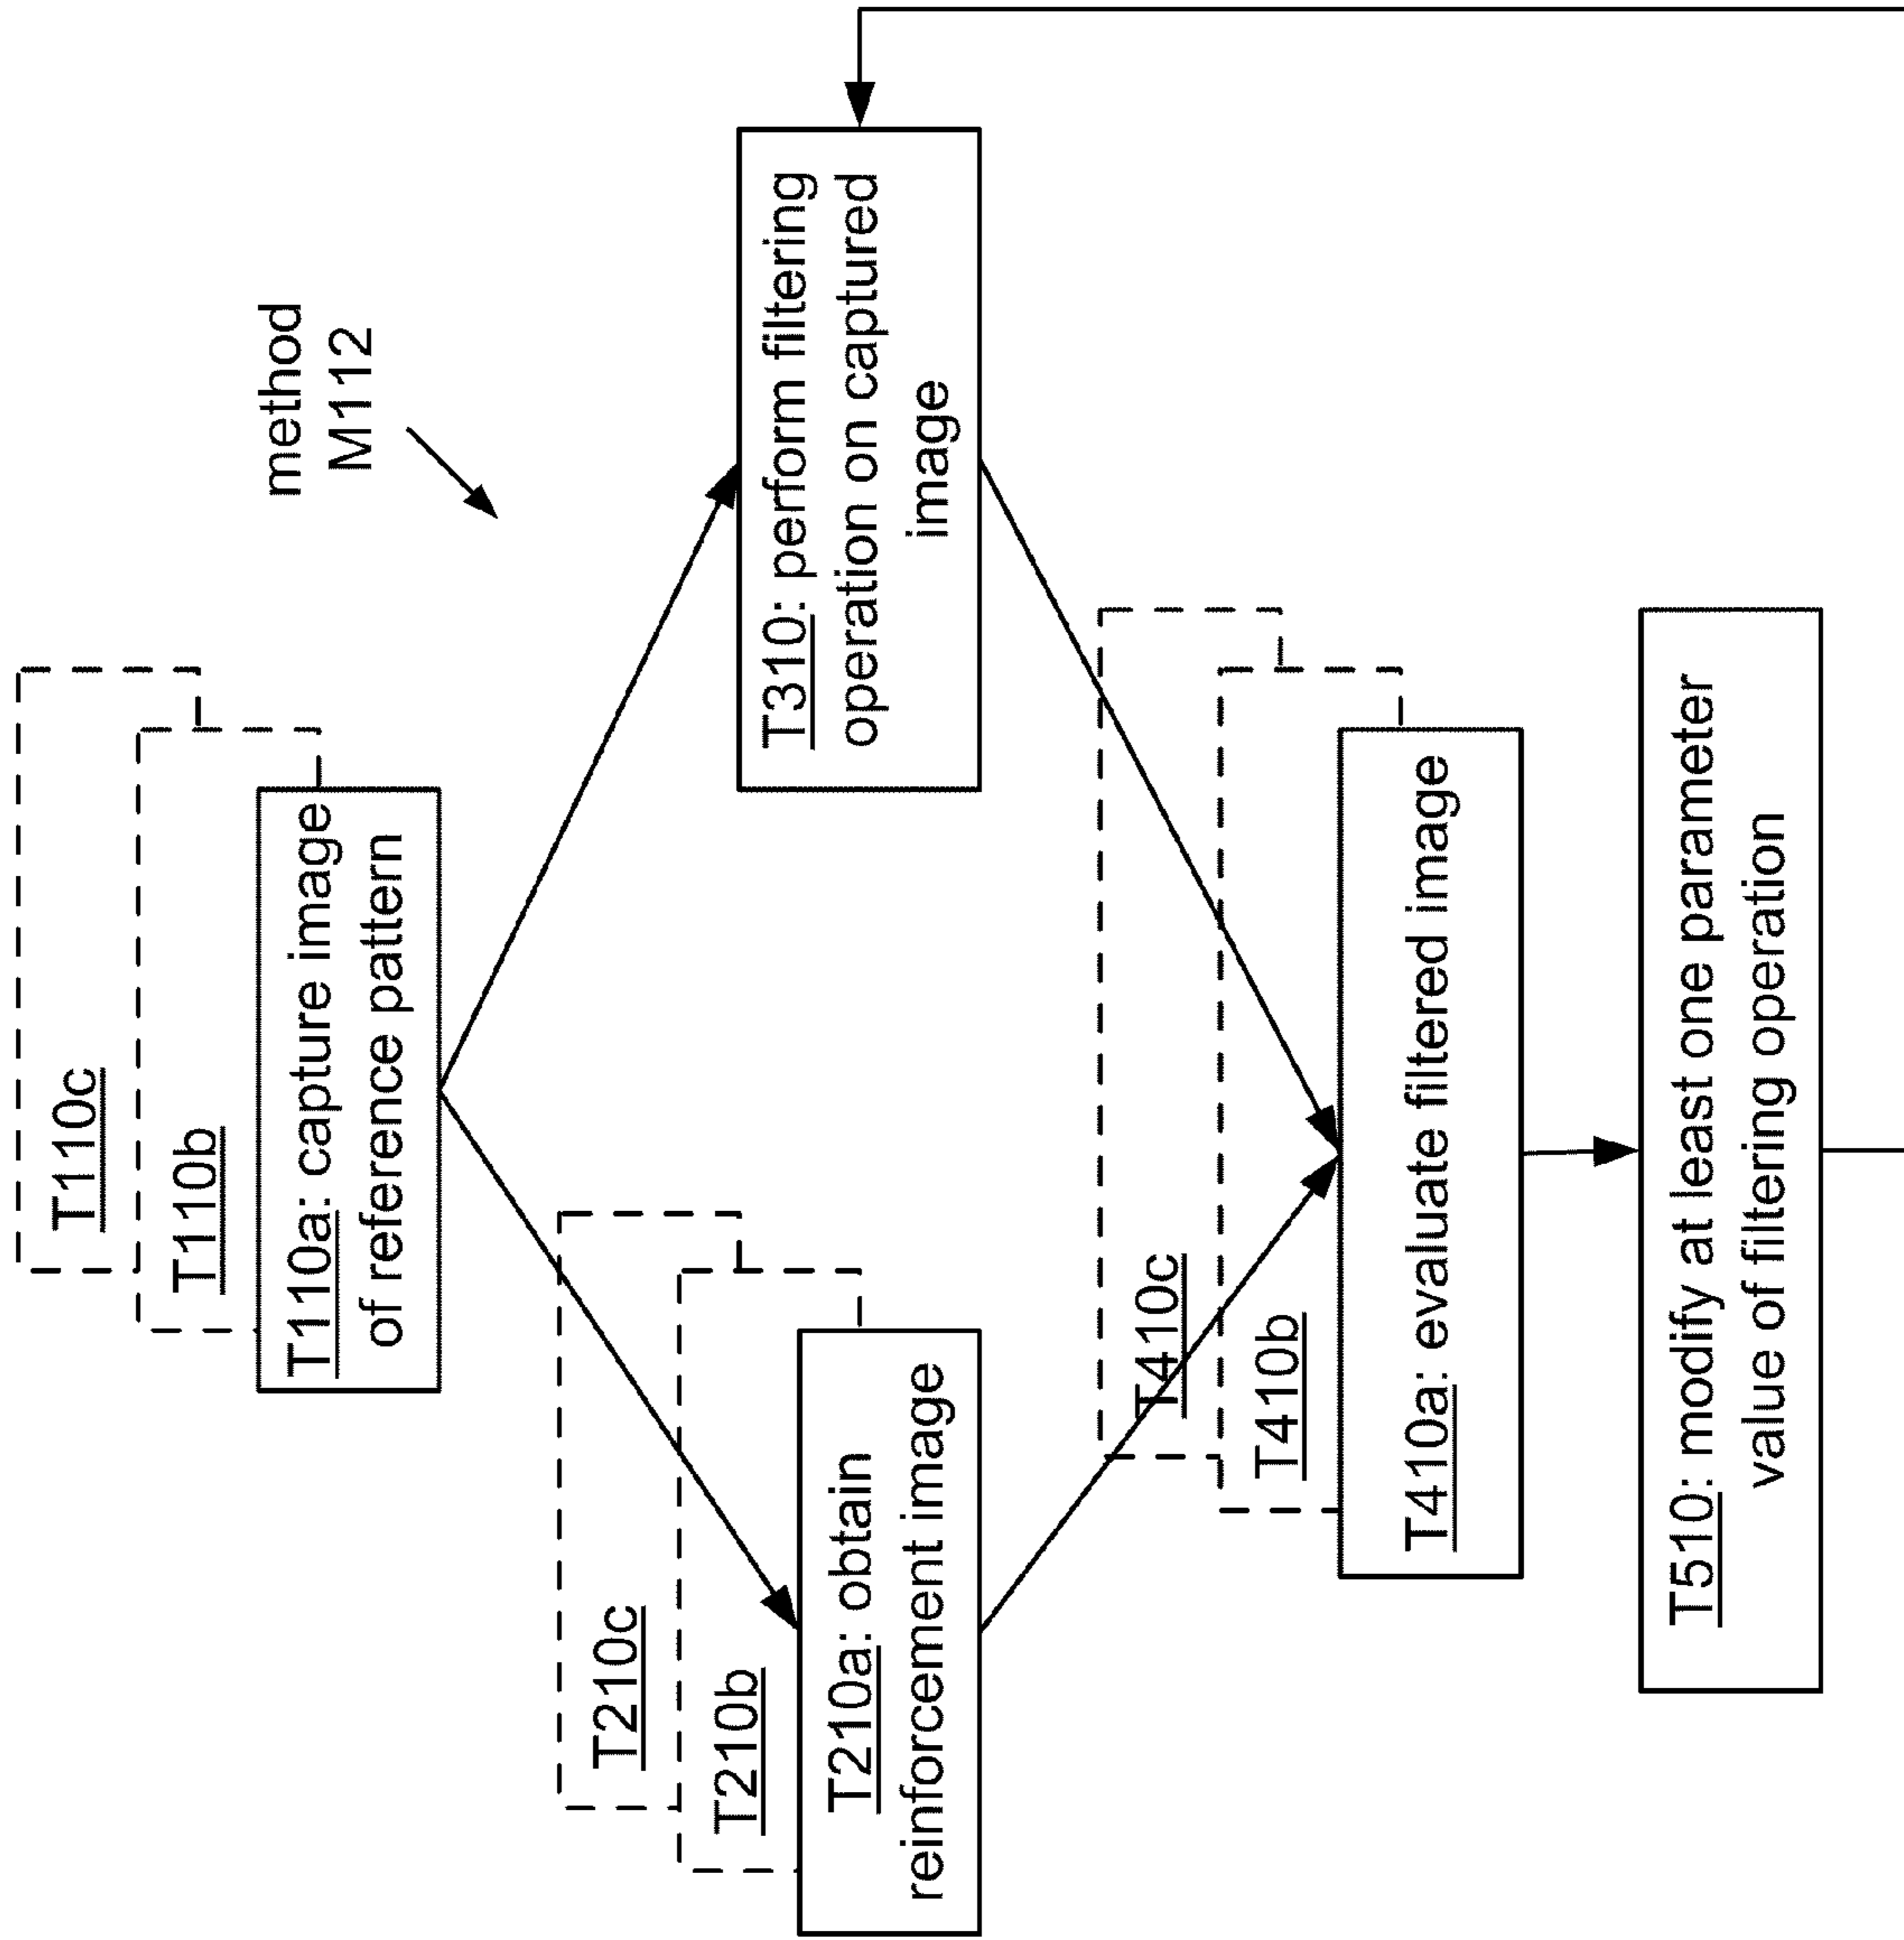 method
M112
T110c
T110b
T110a: capture image
of reference pattern
T210c
T210b
T210a: obtain
reinforcement image
T310: perform filtering
operation on captured
image
T410c
T410b
T410a: evaluate filtered image
T510: modify at least one parameter
value of filtering operation